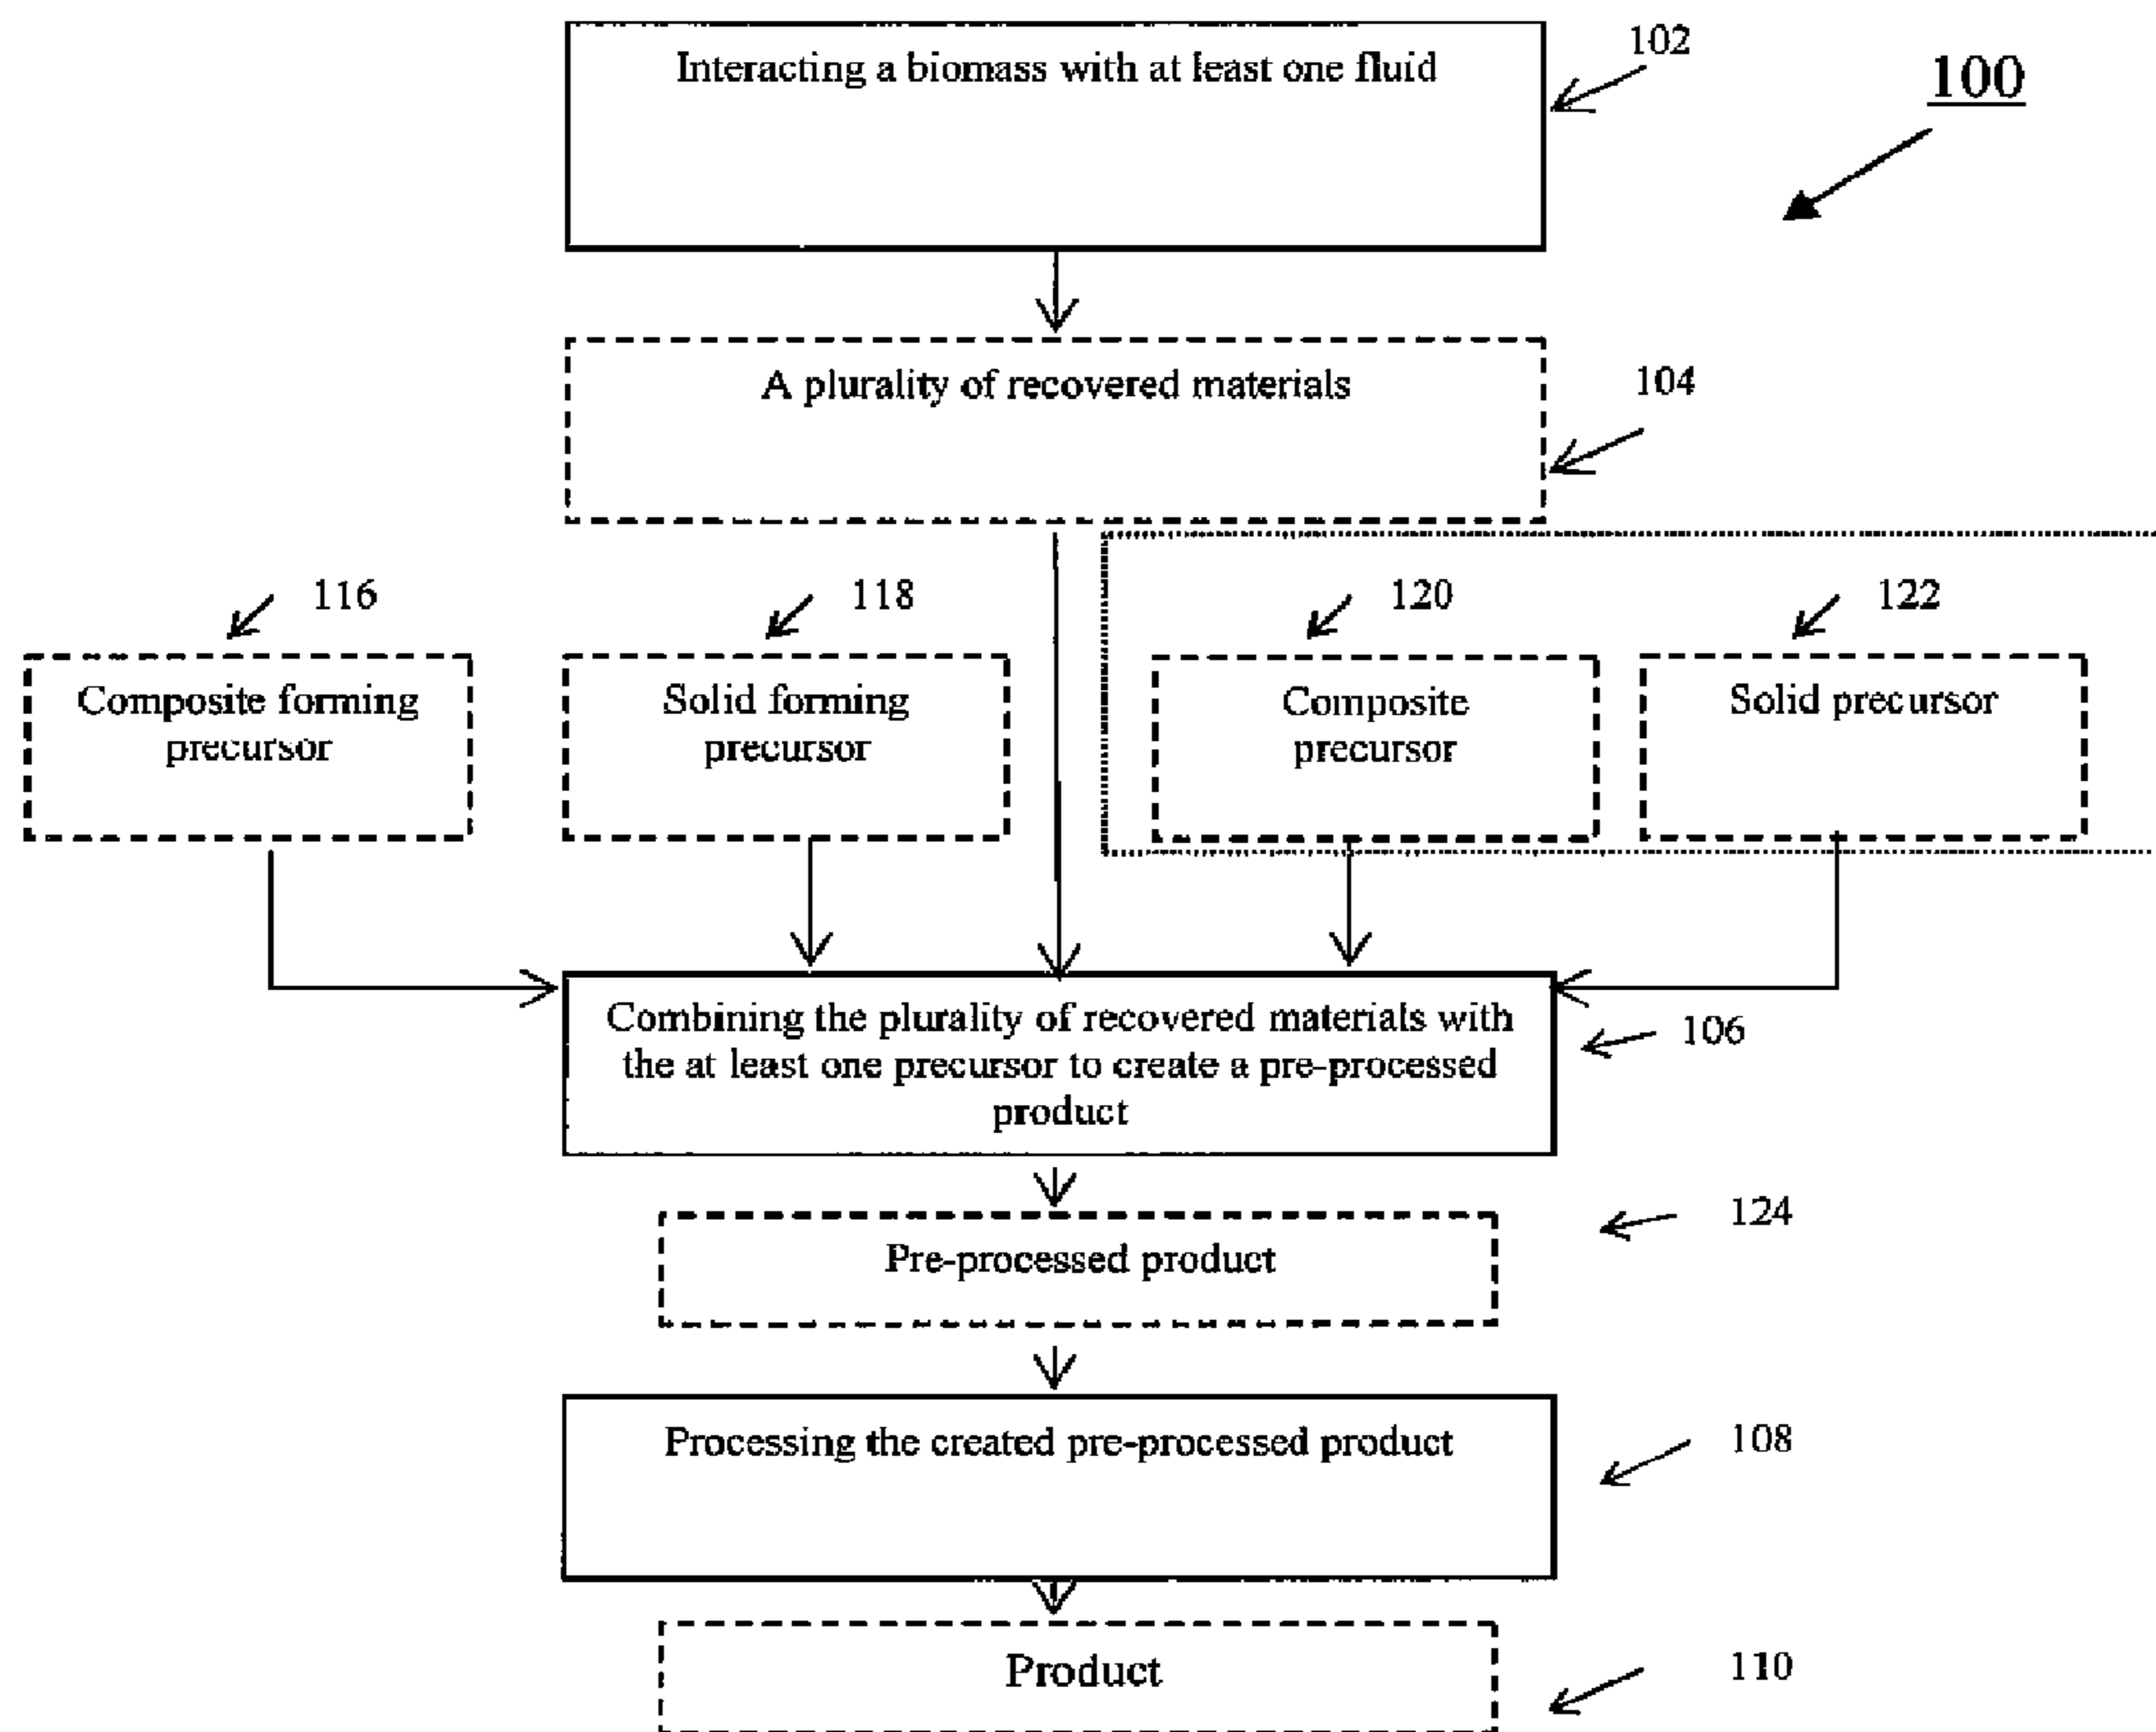 Interacting a biomass with at least one fluid
102
100
A plurality of recovered materials
104
116
118
120
122
Composite forming
precursor
Solid forming
precursor
Composite
precursor
Solid precursor
Combining the plurality of recovered materials with
the at least one precursor to create a pre-processed
product
106
124
Pre-processed product
Processing the created pre-processed product
108
Product
110